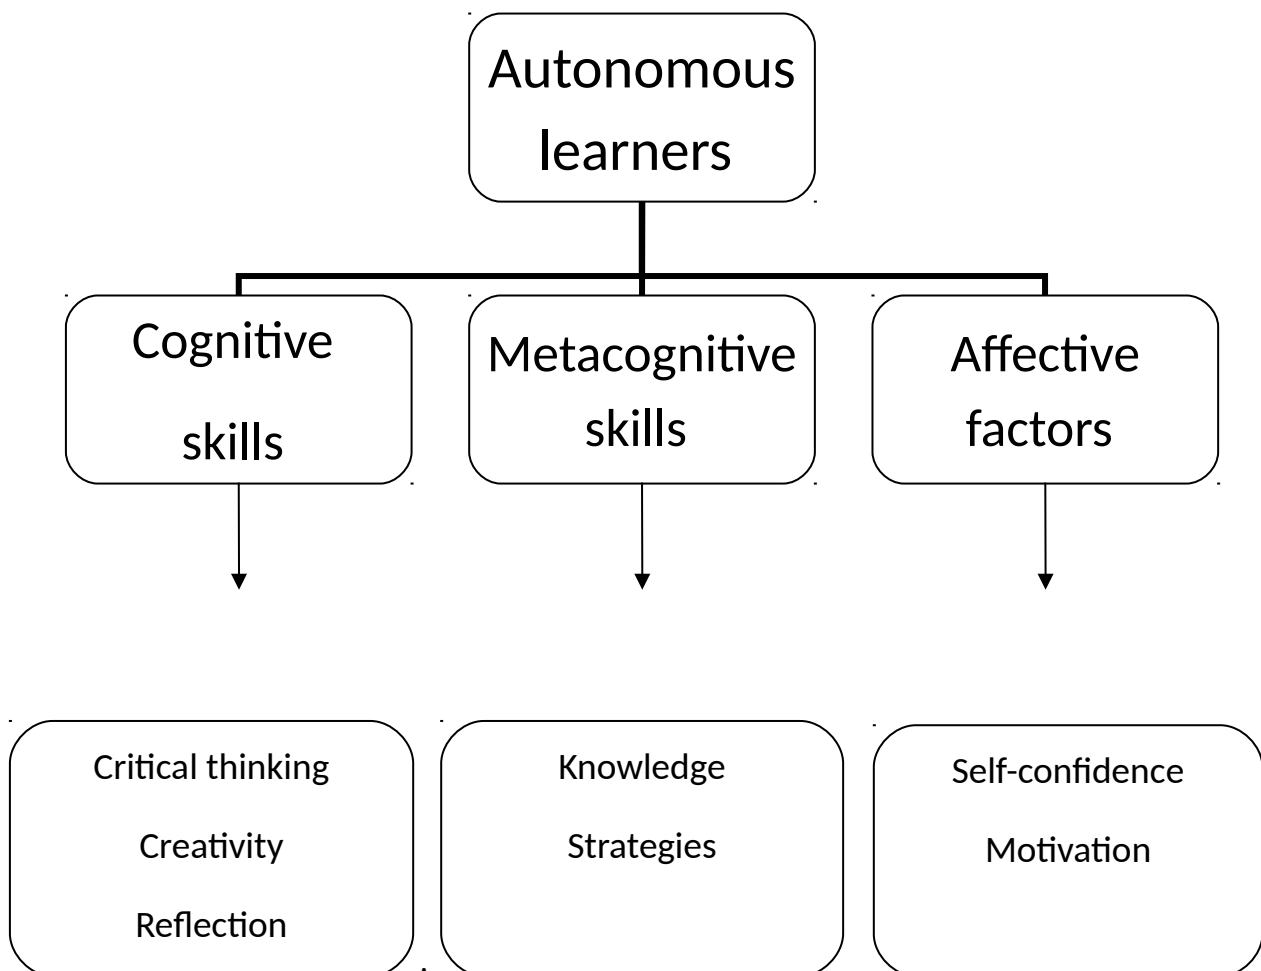 Autonomous
learners
Cognitive
skills
Metacognitive
skills
Affective
factors
Critical thinking
Creativity
Reflection
Knowledge
Strategies
Self-confidence
Motivation